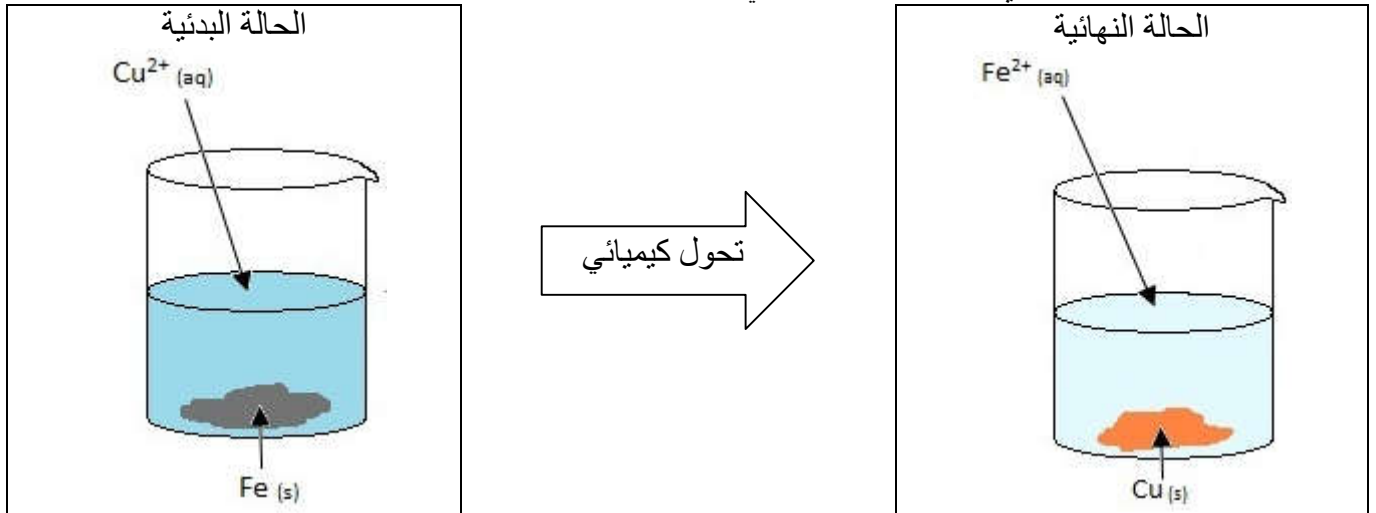 الحالة البدئية
Cu²⁺ (aq)
Fe (s)
تحول كيميائي
الحالة النهائية
Fe²⁺ (aq)
Cu (s)